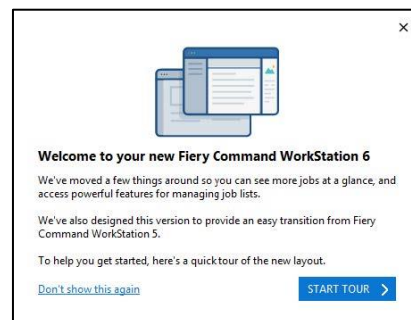 Welcome to your new Fiery Command WorkStation 6
We've moved a few things around so you can see more jobs at a glance, and
access powerful features for managing job lists.
We've also designed this version to provide an easy transition from Fiery
Command WorkStation 5.
To help you get started, here's a quick tour of the new layout.
Don't show this again
START TOUR